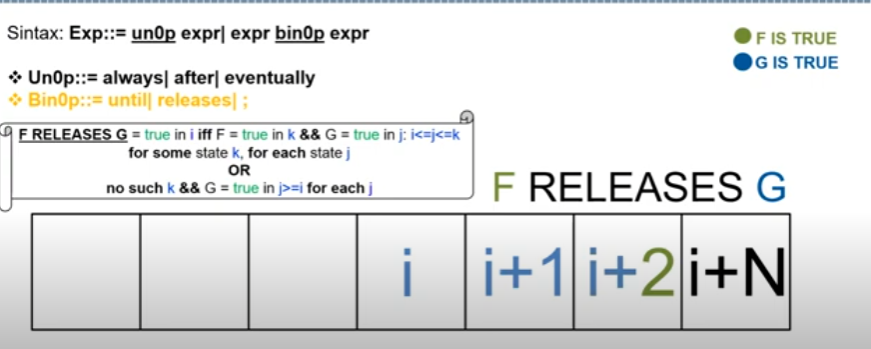 Sintax: Exp::= un0p expr| expr bin0p expr
F IS TRUE
G IS TRUE
❖ Un0p::= always| after| eventually
❖ Bin0p::= until| releases| ;
F RELEASES G = true in i iff F = true in k && G = true in j: i<=j<=k
for some state k, for each state j
OR
no such k && G = true in j>=i for each j
F RELEASES G
i i+1 i+2 i+N